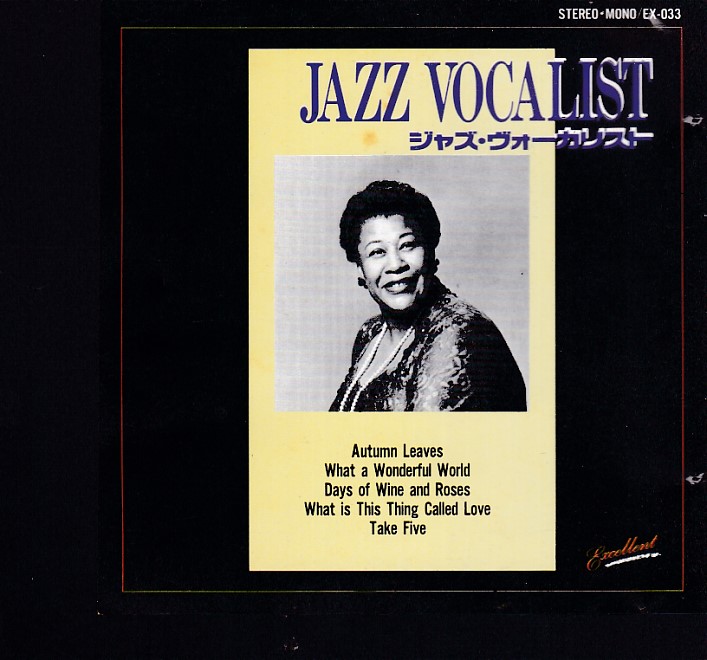 STEREO・MONO/EX-033
JAZZ VOCALIST
ジャズ・ヴォーカリスト
Autumn Leaves
What a Wonderful World
Days of Wine and Roses
What is This Thing Called Love
Take Five
Excellent